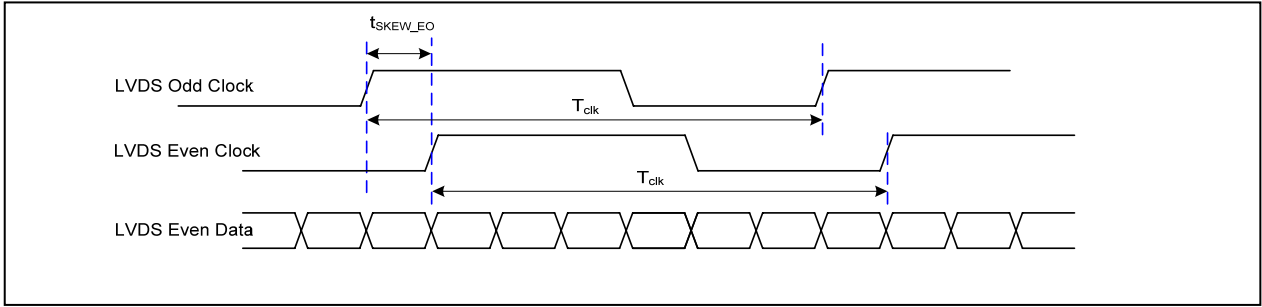 tSKEW_EO
LVDS Odd Clock
Tclk
LVDS Even Clock
Tclk
LVDS Even Data